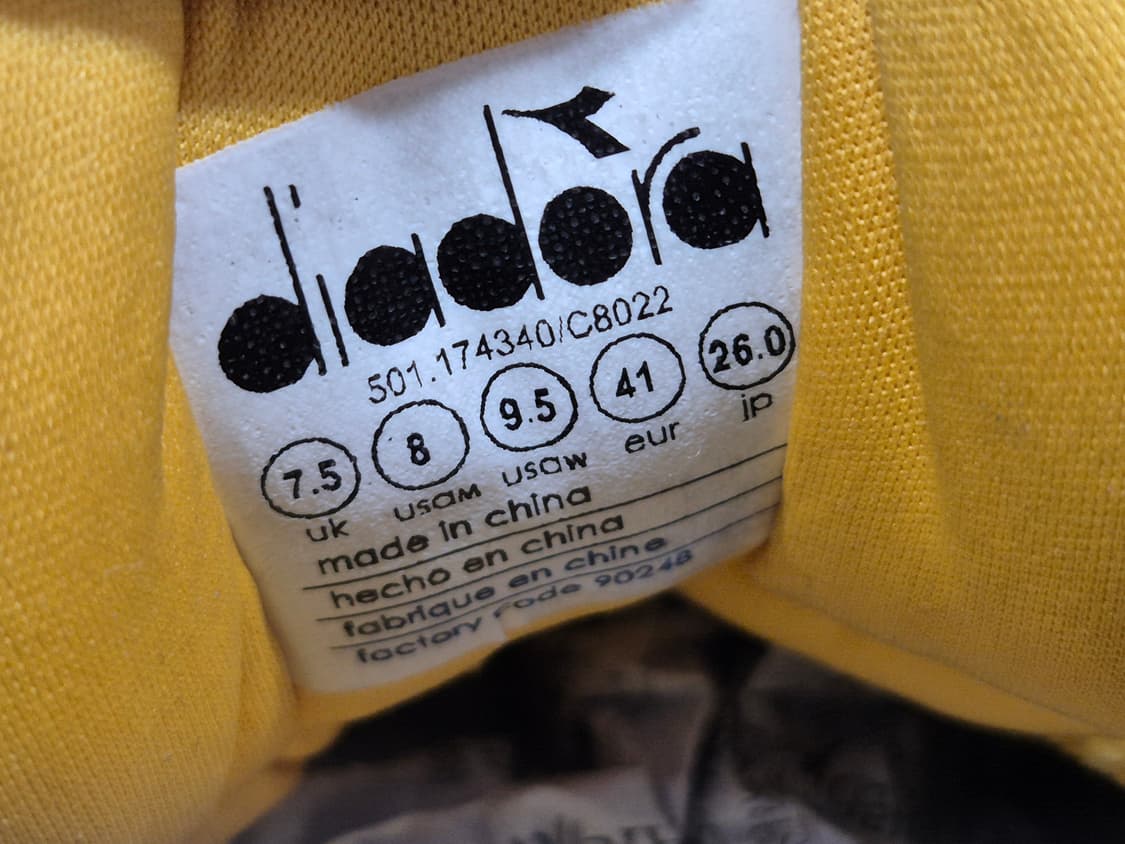 diadora
501.174340/C8022
7.5 8 9.5 41 26.0
uk usaM usaw eur jp
made in china
hecho en china
fabrique en chine
factory code 90248